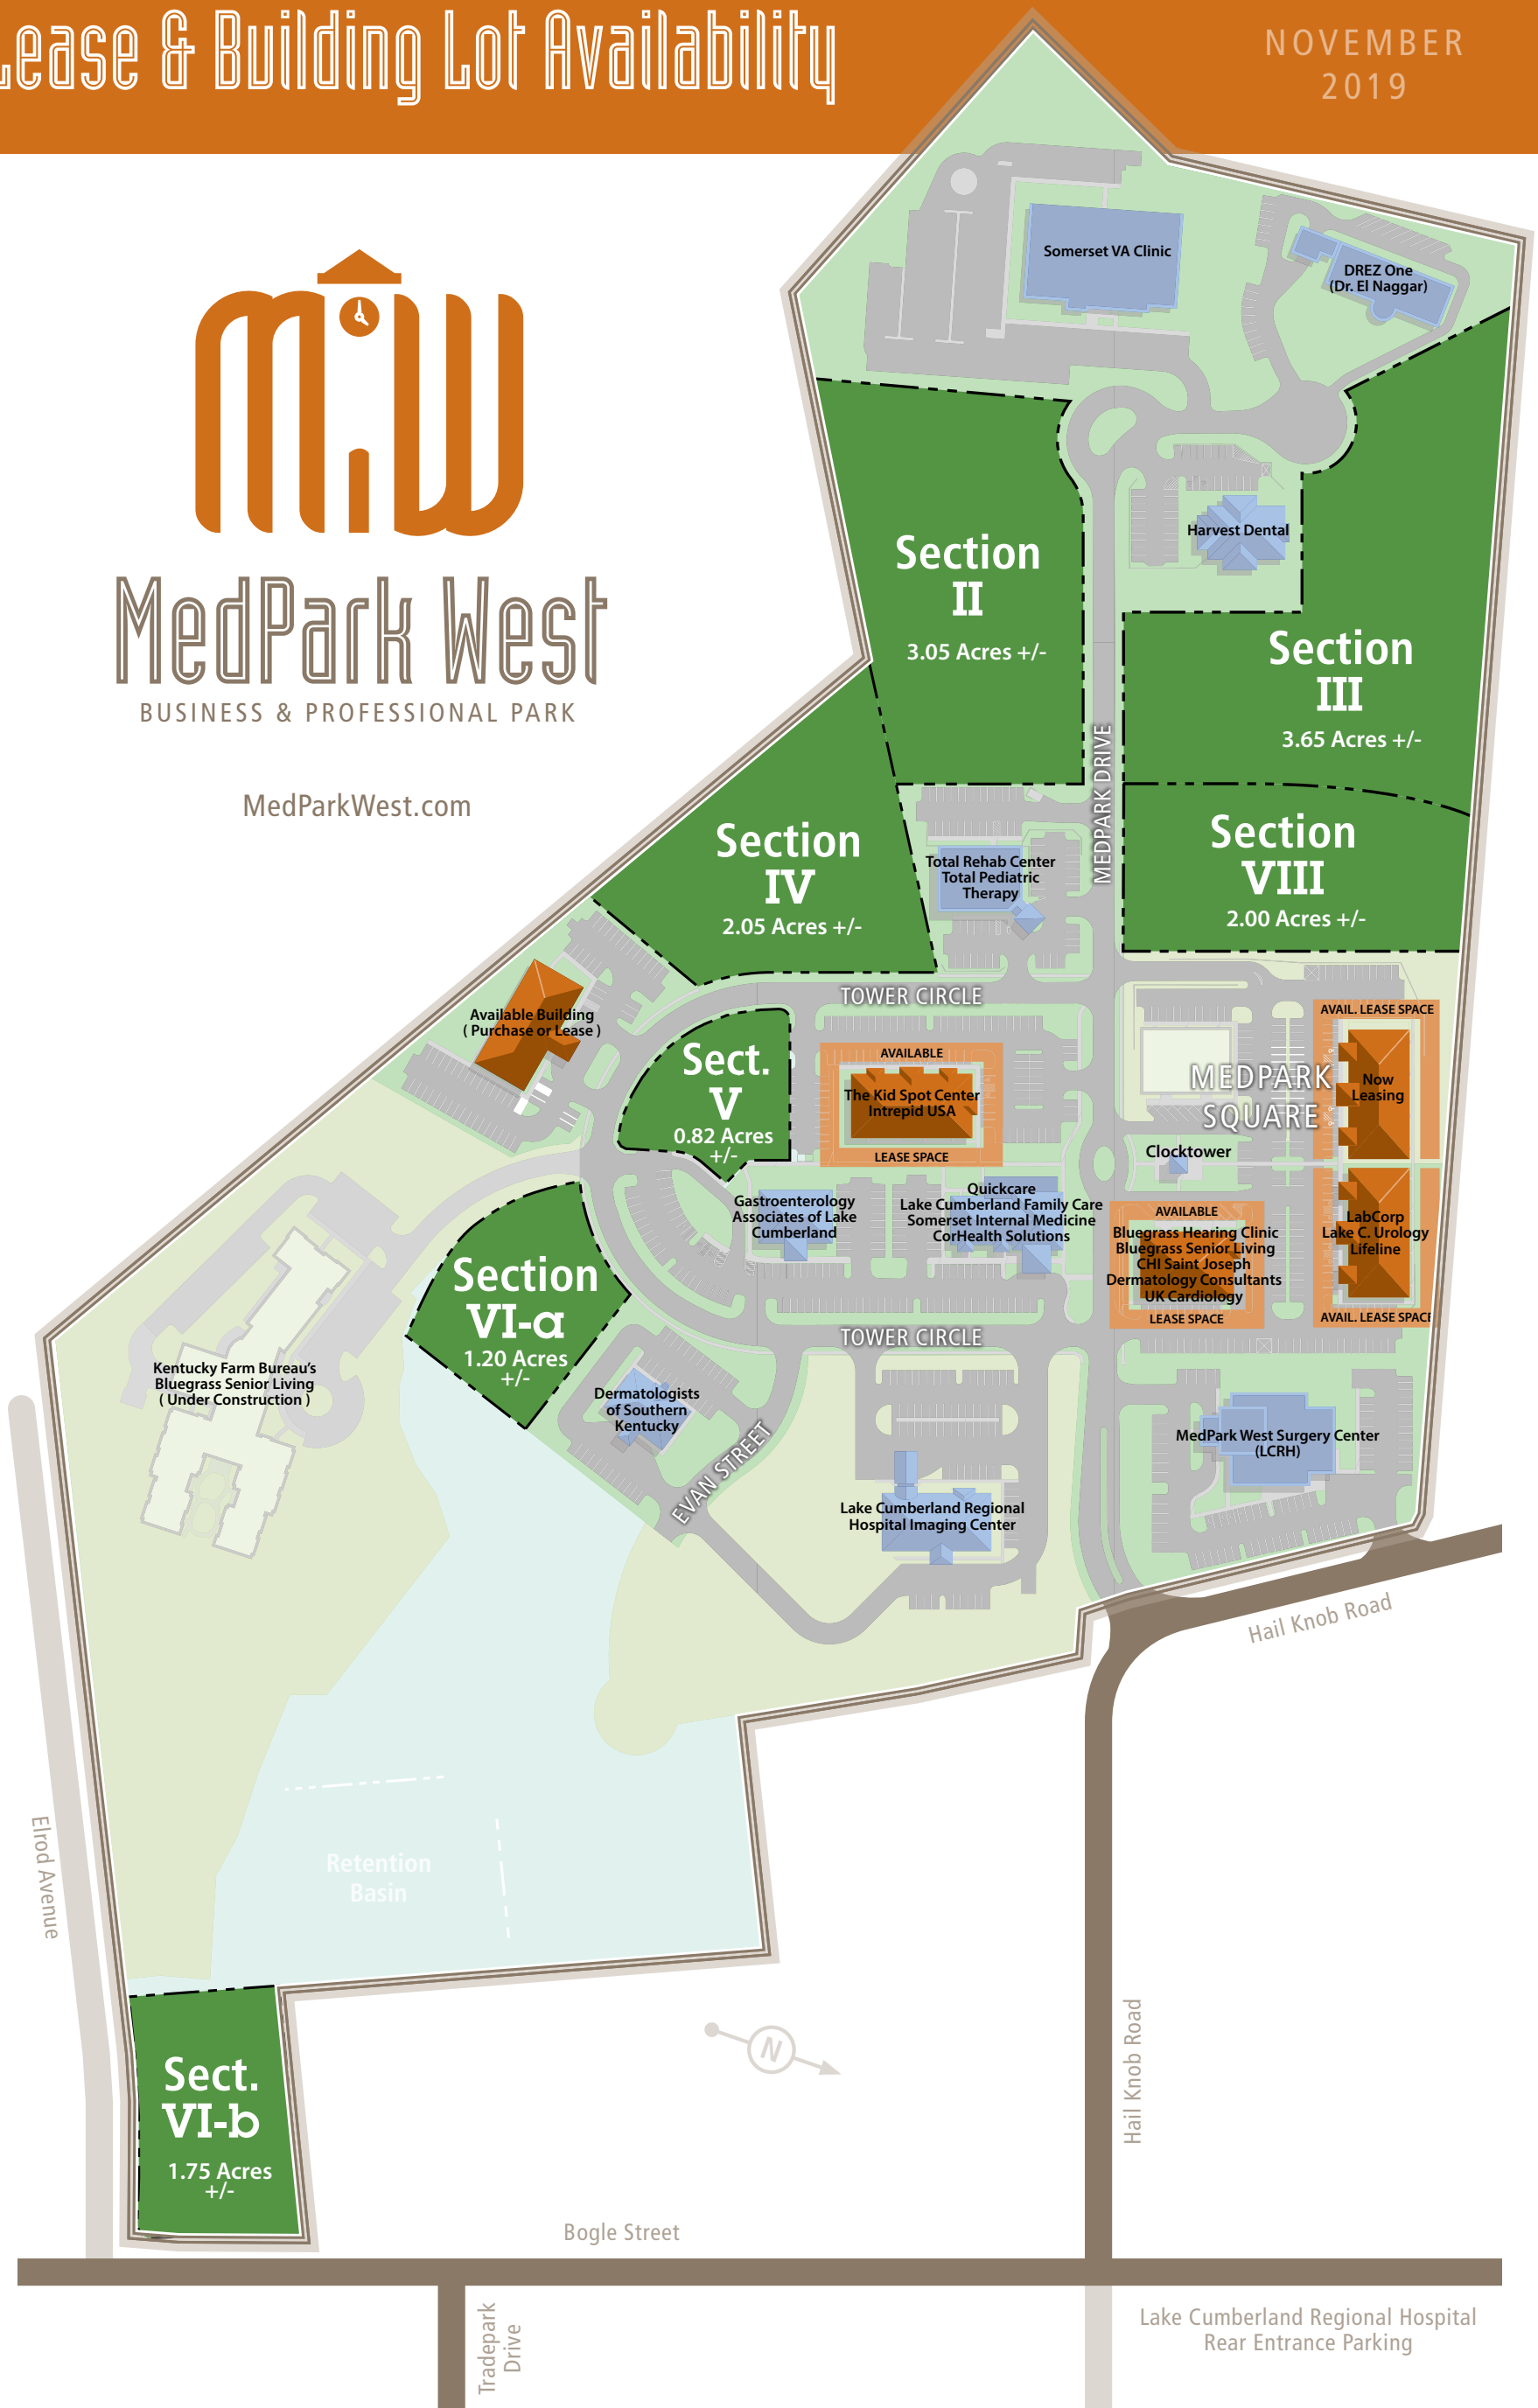 Lease & Building Lot Availability
NOVEMBER
2019
MedPark West
BUSINESS & PROFESSIONAL PARK
MedParkWest.com
Somerset VA Clinic
DREZ One
(Dr. El Naggar)
Harvest Dental
Section
II
3.05 Acres +/-
Section
III
3.65 Acres +/-
MEDPARK DRIVE
Section
IV
2.05 Acres +/-
Total Rehab Center
Total Pediatric
Therapy
Section
VIII
2.00 Acres +/-
TOWER CIRCLE
Available Building
( Purchase or Lease )
Sect.
V
0.82 Acres
+/-
AVAILABLE
The Kid Spot Center
Intrepid USA
LEASE SPACE
MEDPARK
SQUARE
AVAIL. LEASE SPACE
Now
Leasing
Clocktower
Gastroenterology
Associates of Lake
Cumberland
Quickcare
Lake Cumberland Family Care
Somerset Internal Medicine
CorHealth Solutions
AVAILABLE
Bluegrass Hearing Clinic
Bluegrass Senior Living
CHI Saint Joseph
Dermatology Consultants
UK Cardiology
LEASE SPACE
LabCorp
Lake C. Urology
Lifeline
AVAIL. LEASE SPACE
Section
VI-a
1.20 Acres
+/-
TOWER CIRCLE
Kentucky Farm Bureau's
Bluegrass Senior Living
( Under Construction )
Dermatologists
of Southern
Kentucky
EVAN STREET
MedPark West Surgery Center
(LCRH)
Lake Cumberland Regional
Hospital Imaging Center
Hail Knob Road
Elrod Avenue
Retention
Basin
N
Hail Knob Road
Sect.
VI-b
1.75 Acres
+/-
Bogle Street
Tradepark
Drive
Lake Cumberland Regional Hospital
Rear Entrance Parking